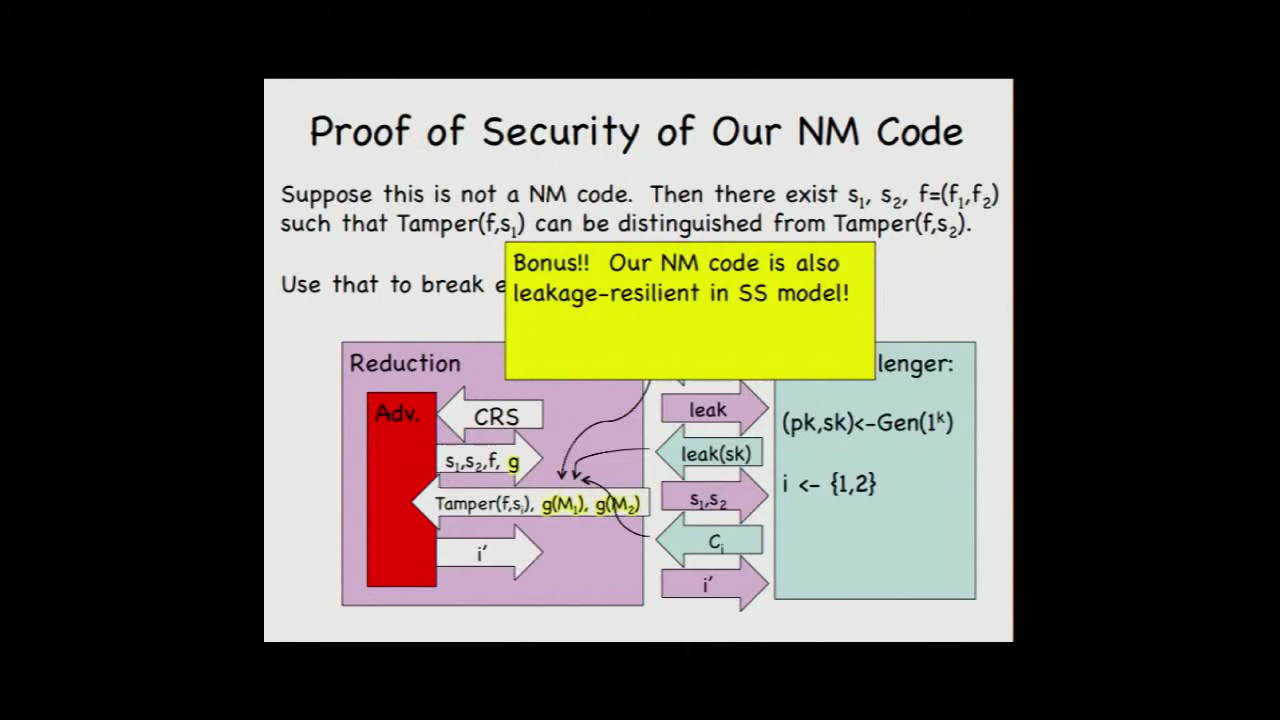 Proof of Security of Our NM Code
Suppose this is not a NM code. Then there exist s₁, s₂, f=(f₁,f₂)
such that Tamper(f,s₁) can be distinguished from Tamper(f,s₂).
Bonus!! Our NM code is also
leakage-resilient in SS model!
Use that to break e
Reduction
lenger:
Adv.
CRS
s₁,s₂,f, g
Tamper(f,sᵢ), g(M₁), g(M₂)
i'
leak
leak(sk)
s₁,s₂
Cᵢ
i'
(pk,sk)<-Gen(1ᵏ)
i <- {1,2}